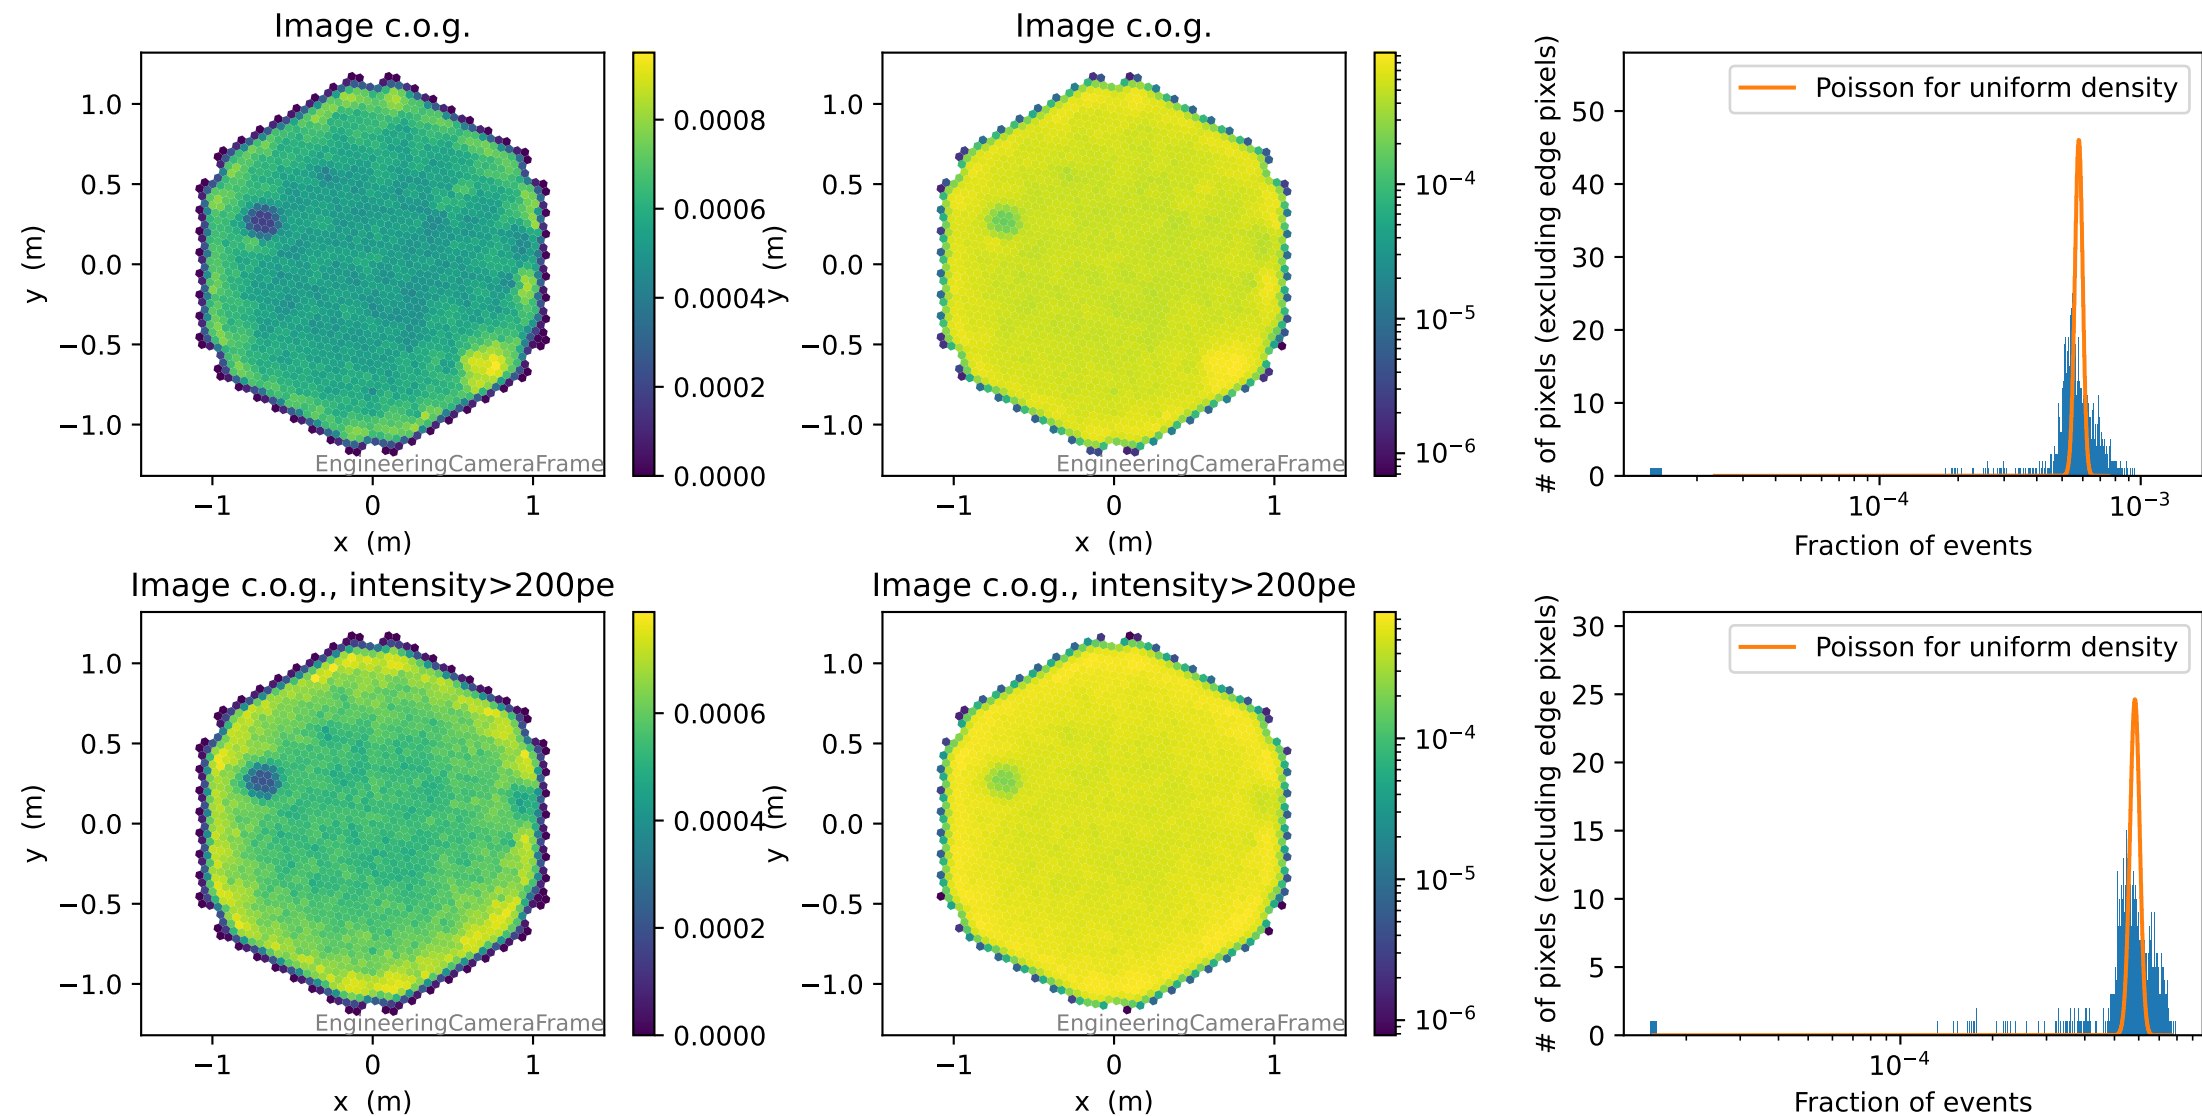 Image c.o.g.
1.0
0.5
0.0
−0.5
−1.0
−1
0
1
x (m)
y (m)
EngineeringCameraFrame
0.0008
0.0006
0.0004
0.0002
0.0000
Image c.o.g.
1.0
0.5
0.0
−0.5
−1.0
−1
0
1
x (m)
y (m)
EngineeringCameraFrame
10⁻⁴
10⁻⁵
10⁻⁶
Poisson for uniform density
50
40
30
20
10
0
10⁻⁴
10⁻³
Fraction of events
# of pixels (excluding edge pixels)
Image c.o.g., intensity>200pe
1.0
0.5
0.0
−0.5
−1.0
−1
0
1
x (m)
y (m)
EngineeringCameraFrame
0.0006
0.0004
0.0002
0.0000
Image c.o.g., intensity>200pe
1.0
0.5
0.0
−0.5
−1.0
−1
0
1
x (m)
y (m)
EngineeringCameraFrame
10⁻⁴
10⁻⁵
10⁻⁶
Poisson for uniform density
30
25
20
15
10
5
0
10⁻⁴
Fraction of events
# of pixels (excluding edge pixels)